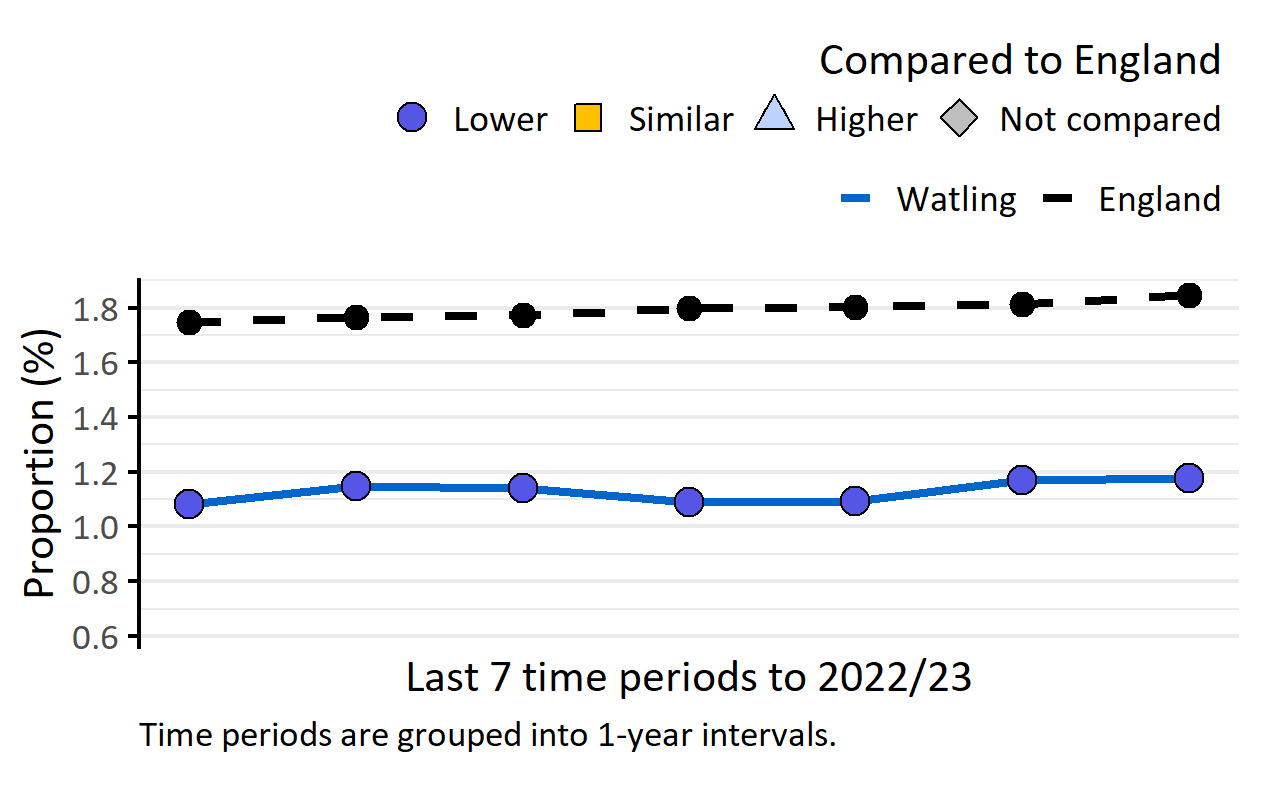 Compared to England
Lower Similar Higher Not compared
Watling England
Proportion (%)
1.8
1.6
1.4
1.2
1.0
0.8
0.6
Last 7 time periods to 2022/23
Time periods are grouped into 1-year intervals.